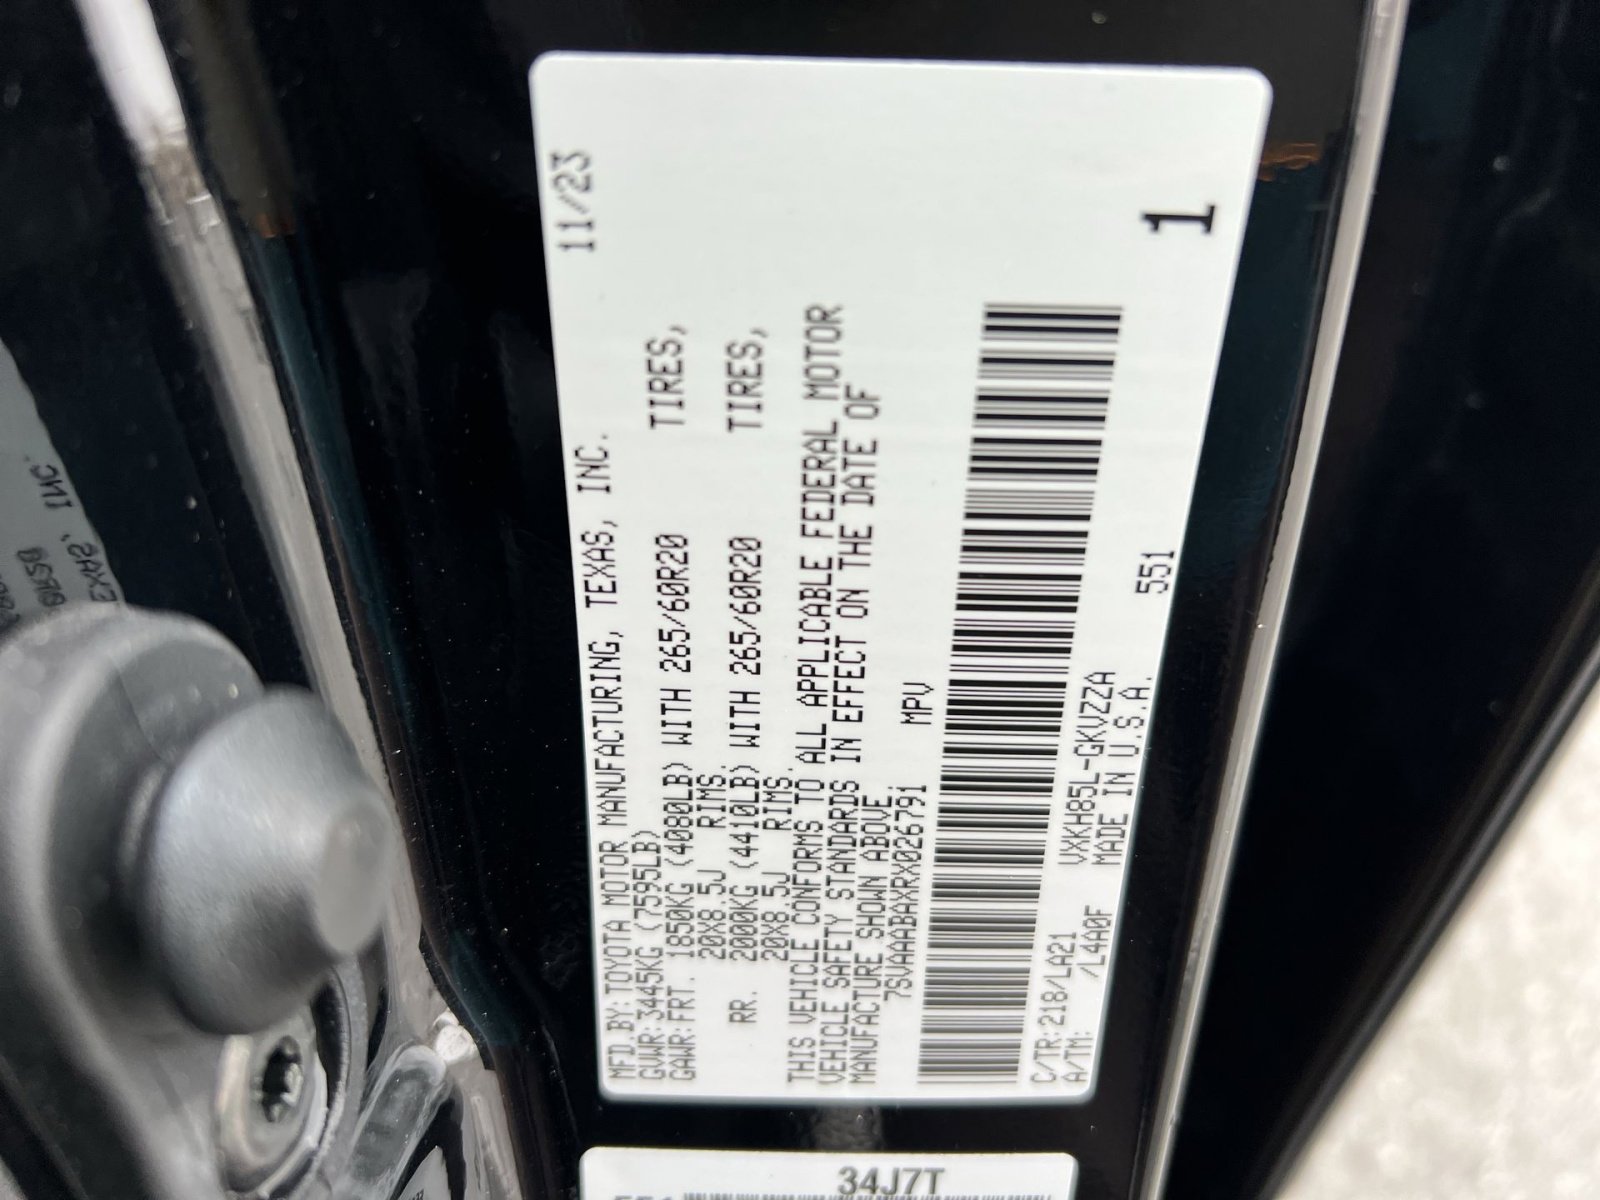 MFD.BY:TOYOTA MOTOR MANUFACTURING, TEXAS, INC. 11/23
GVWR:3445KG (7595LB)
GAWR:FRT. 1850KG (4080LB) WITH 265/60R20 TIRES,
20X8.5J RIMS.
RR. 2000KG (4410LB) WITH 265/60R20 TIRES,
20X8.5J RIMS.
THIS VEHICLE CONFORMS TO ALL APPLICABLE FEDERAL MOTOR
VEHICLE SAFETY STANDARDS IN EFFECT ON THE DATE OF
MANUFACTURE SHOWN ABOVE.
7SVAAABAXRX026791 MPV
C/TR:218/LA21 VXKH85L-GKVZZA
A/TM: /L4A0F MADE IN U.S.A. 551
1
34J7T
EXAS, INC.